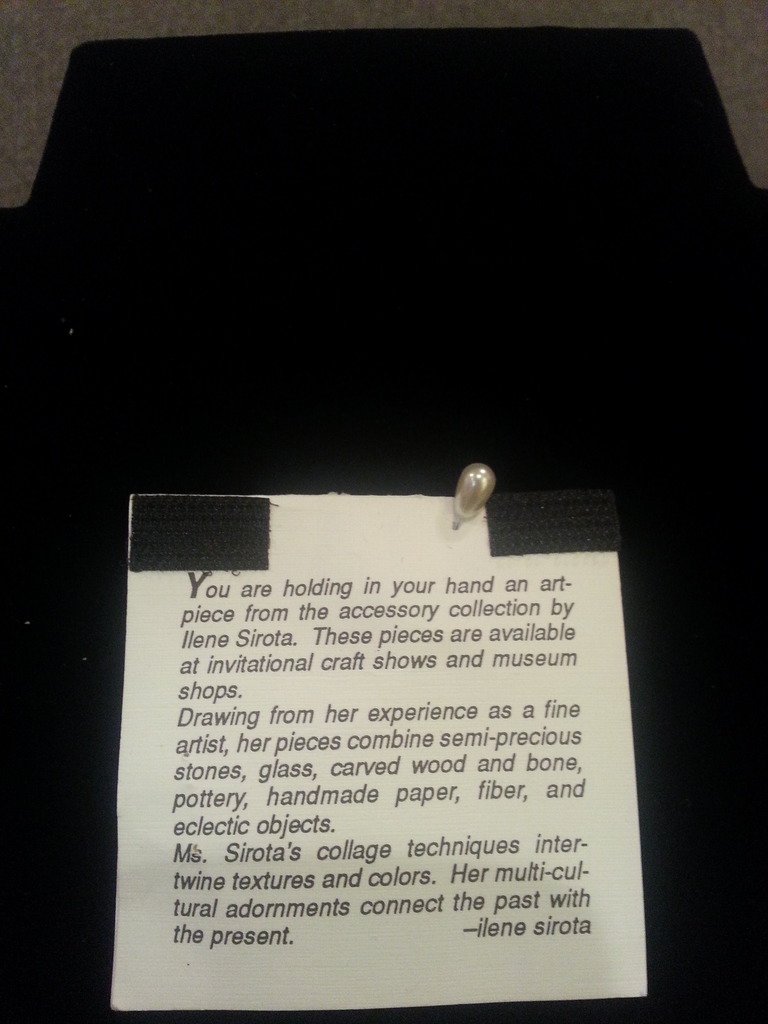 You are holding in your hand an art-
piece from the accessory collection by
Ilene Sirota. These pieces are available
at invitational craft shows and museum
shops.
Drawing from her experience as a fine
artist, her pieces combine semi-precious
stones, glass, carved wood and bone,
pottery, handmade paper, fiber, and
eclectic objects.
Ms. Sirota's collage techniques inter-
twine textures and colors. Her multi-cul-
tural adornments connect the past with
the present. –ilene sirota